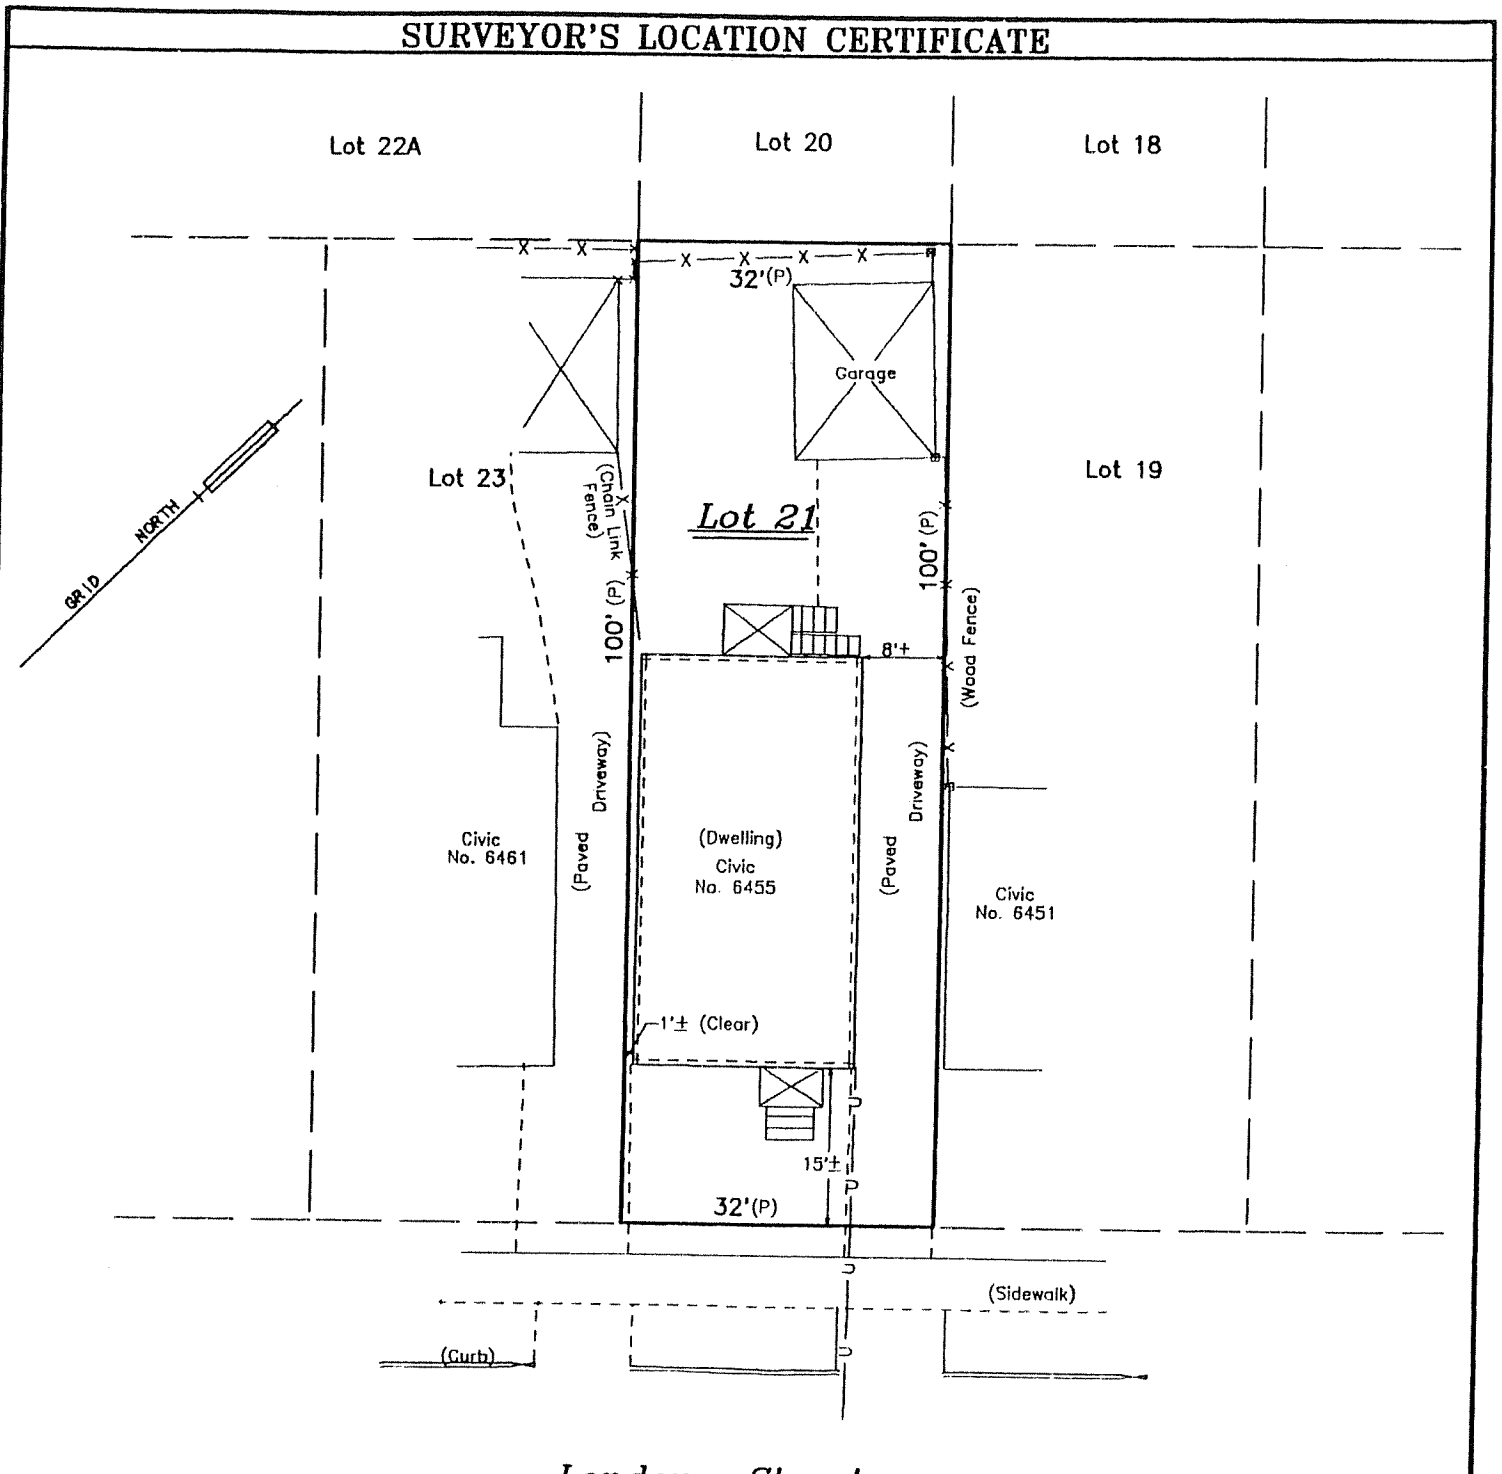 SURVEYOR'S LOCATION CERTIFICATE
Lot 22A
Lot 20
Lot 18
32'(P)
Garage
Lot 23
Lot 19
(Chain Link
Fence)
Lot 21
100' (P)
100' (P)
GRID NORTH
8'±
(Wood Fence)
(Paved Driveway)
(Paved Driveway)
Civic
No. 6461
(Dwelling)
Civic
No. 6455
Civic
No. 6451
1'± (Clear)
15'±
32'(P)
(Sidewalk)
(Curb)